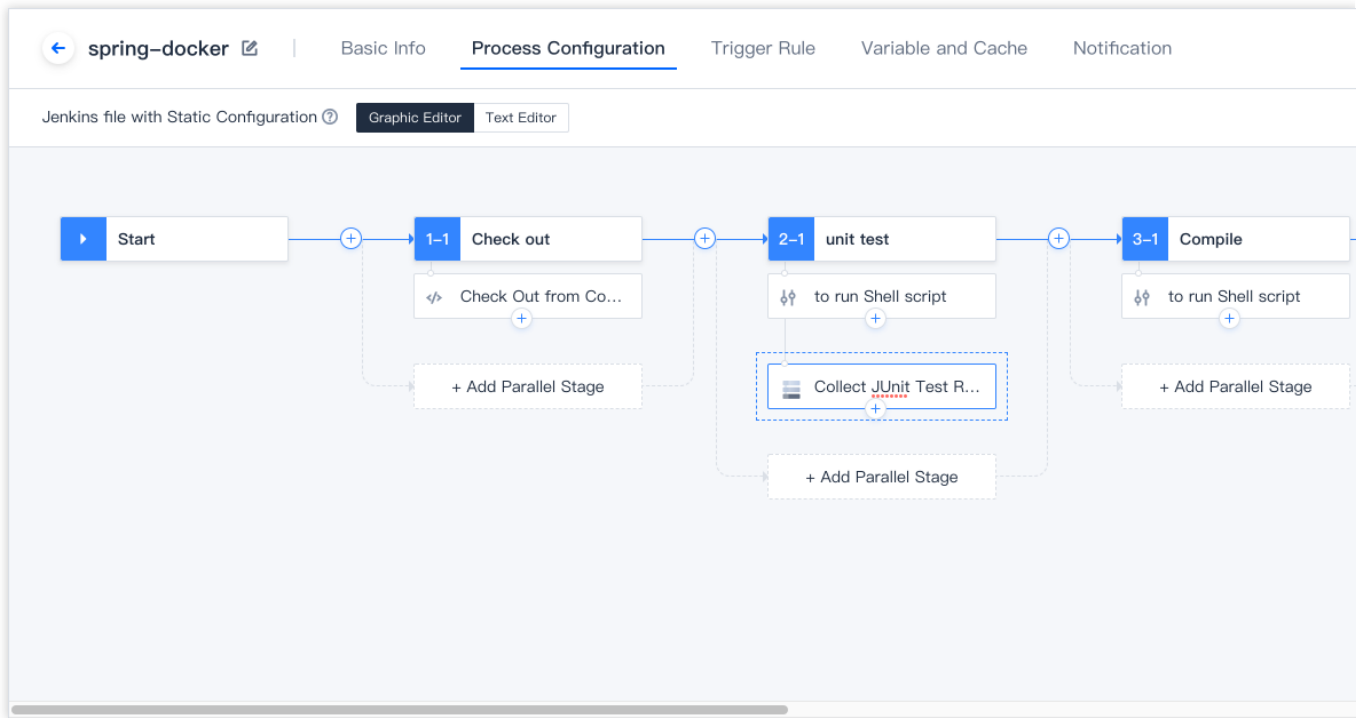 spring-docker Basic Info Process Configuration Trigger Rule Variable and Cache Notification
Jenkins file with Static Configuration ? Graphic Editor Text Editor
Start 1-1 Check out 2-1 unit test 3-1 Compile
</> Check Out from Co... to run Shell script to run Shell script
+ Add Parallel Stage Collect JUnit Test R... + Add Parallel Stage
+ Add Parallel Stage